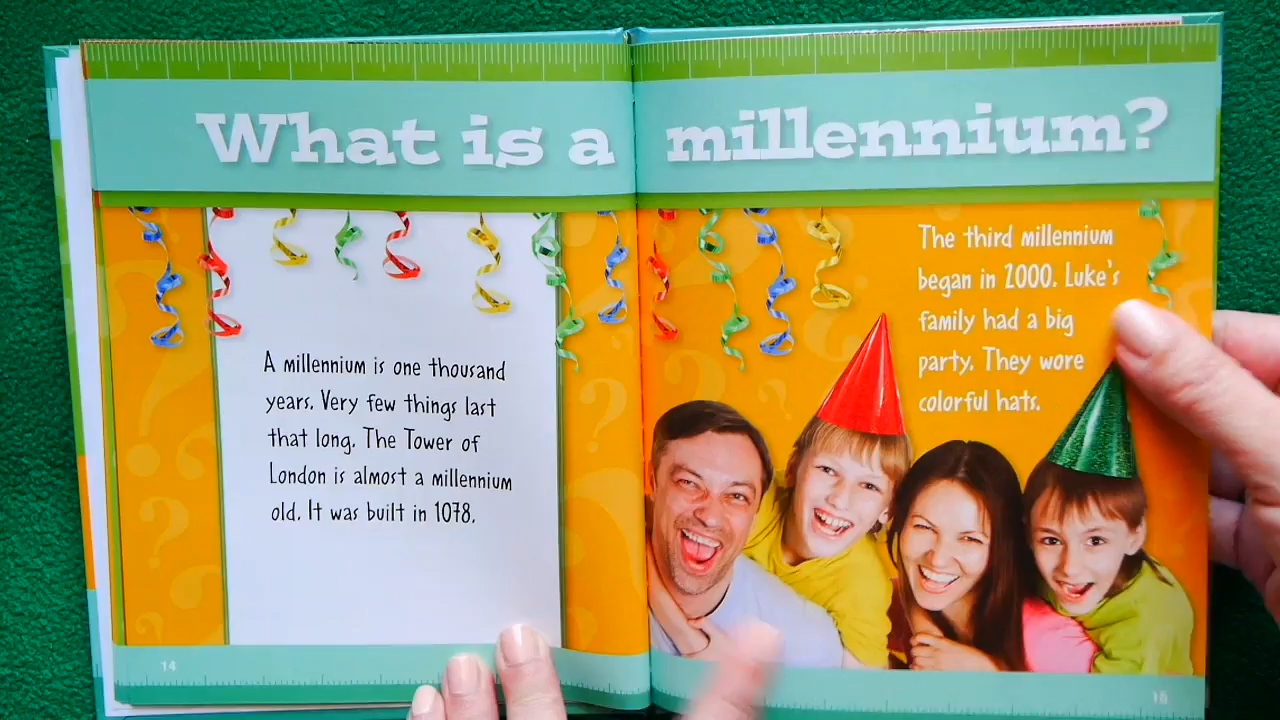 What is a millennium?
A millennium is one thousand
years. Very few things last
that long. The Tower of
London is almost a millennium
old. It was built in 1078.
The third millennium
began in 2000. Luke's
family had a big
party. They wore
colorful hats.
14
15